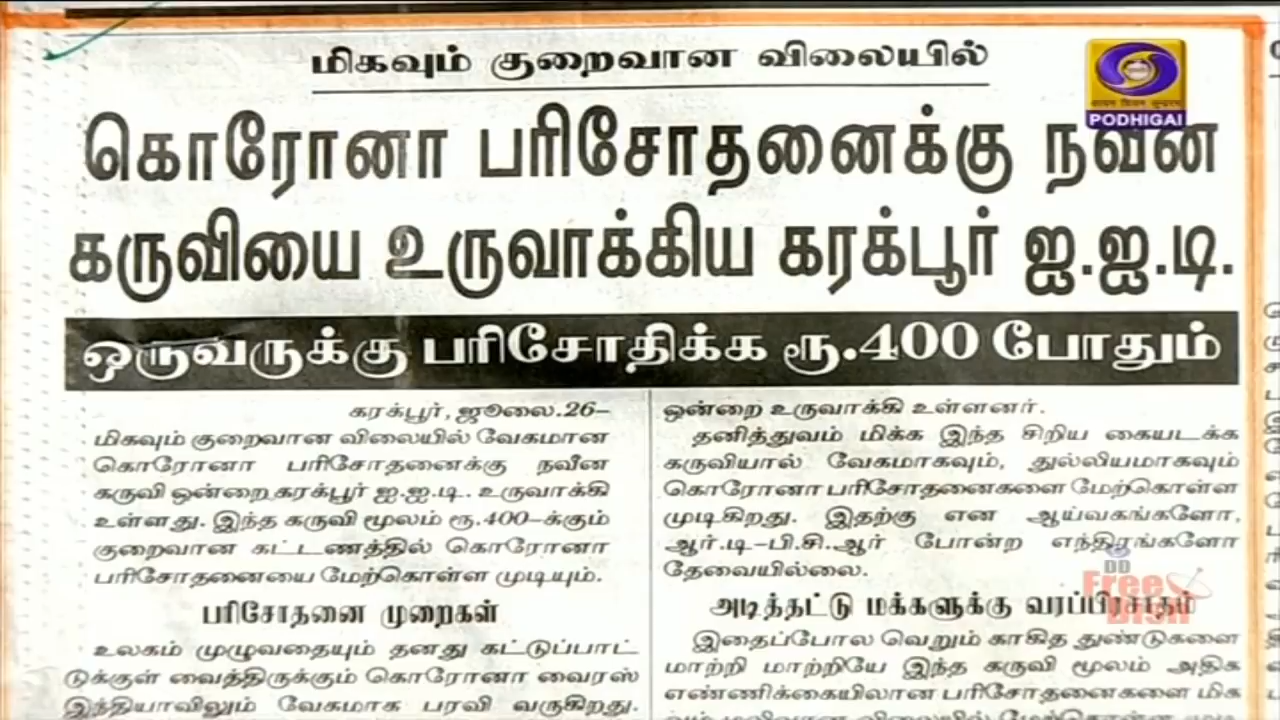 மிகவும் குறைவான விலையில்
கொரோனா பரிசோதனைக்கு நவீன
கருவியை உருவாக்கிய கரக்பூர் ஐ.ஐ.டி.
ஒருவருக்கு பரிசோதிக்க ரூ.400 போதும்
கரக்பூர், ஜூலை.26–
மிகவும் குறைவான விலையில் வேகமான
கொரோனா பரிசோதனைக்கு நவீன
கருவி ஒன்றை கரக்பூர் ஐ.ஐ.டி. உருவாக்கி
உள்ளது. இந்த கருவி மூலம் ரூ.400–க்கும்
குறைவான கட்டணத்தில் கொரோனா
பரிசோதனையை மேற்கொள்ள முடியும்.
பரிசோதனை முறைகள்
உலகம் முழுவதையும் தனது கட்டுப்பாட்
டுக்குள் வைத்திருக்கும் கொரோனா வைரஸ்
இந்தியாவிலும் வேகமாக பரவி வருகிறது.
ஒன்றை உருவாக்கி உள்ளனர்.
தனித்துவம் மிக்க இந்த சிறிய கையடக்க
கருவியால் வேகமாகவும், துல்லியமாகவும்
கொரோனா பரிசோதனைகளை மேற்கொள்ள
முடிகிறது. இதற்கு என ஆய்வகங்களோ,
ஆர்.டி–பி.சி.ஆர் போன்ற எந்திரங்களோ
தேவையில்லை.
அடித்தட்டு மக்களுக்கு வரப்பிரசாதம்
இதைப்போல வெறும் காகித துண்டுகளை
மாற்றி மாற்றியே இந்த கருவி மூலம் அதிக
எண்ணிக்கையிலான பரிசோதனைகளை மிக
PODHIGAI
DD
Free
Dish